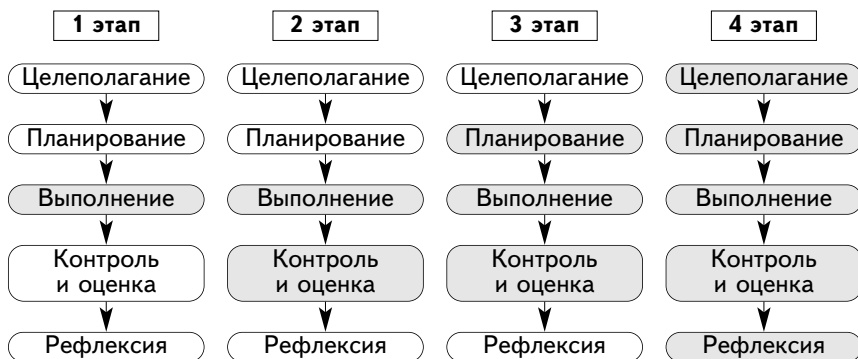 1 этап
2 этап
3 этап
4 этап
Целеполагание
Целеполагание
Целеполагание
Целеполагание
Планирование
Планирование
Планирование
Планирование
Выполнение
Выполнение
Выполнение
Выполнение
Контроль
и оценка
Контроль
и оценка
Контроль
и оценка
Контроль
и оценка
Рефлексия
Рефлексия
Рефлексия
Рефлексия